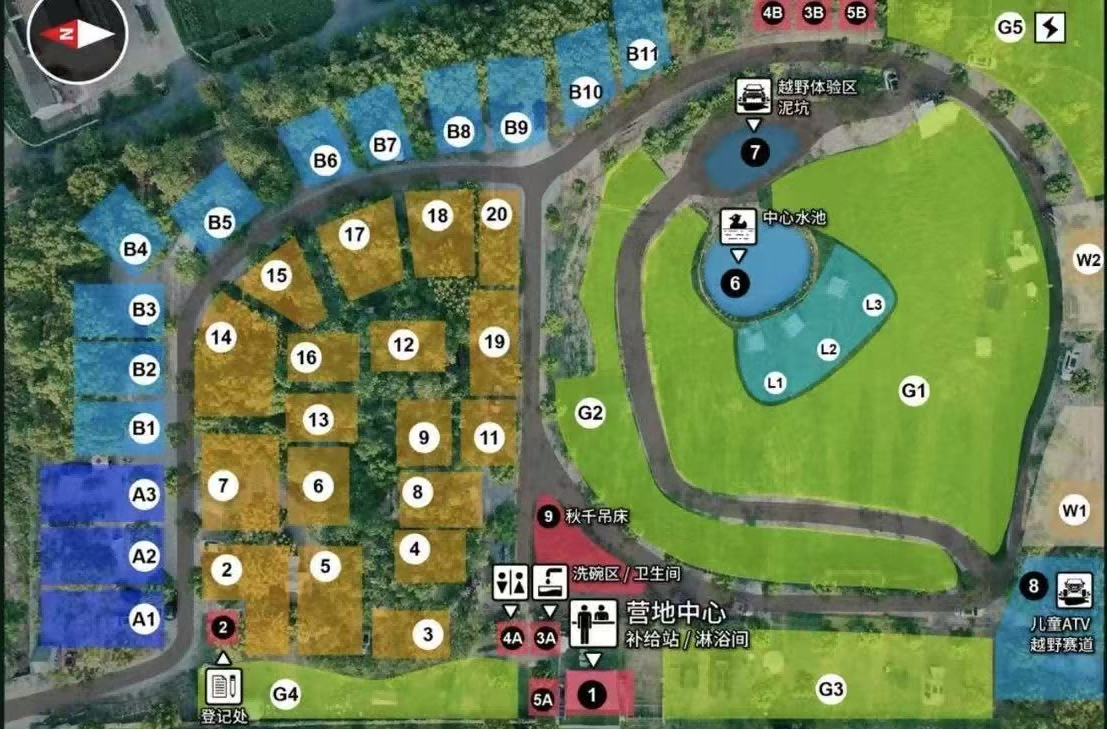 N
4B
3B
5B
G5
B11
B10
越野体验区
泥坑
B9
B8
B7
B6
7
B5
B4
18
20
中心水池
17
W2
15
6
B3
L3
14
19
12
16
L2
B2
L1
G1
G2
13
B1
9
11
7
6
8
A3
W1
9 秋千吊床
4
A2
2
5
洗碗区 / 卫生间
8
营地中心
补给站 / 淋浴间
儿童ATV
越野赛道
A1
2
3
4A
3A
G4
G3
5A
1
登记处